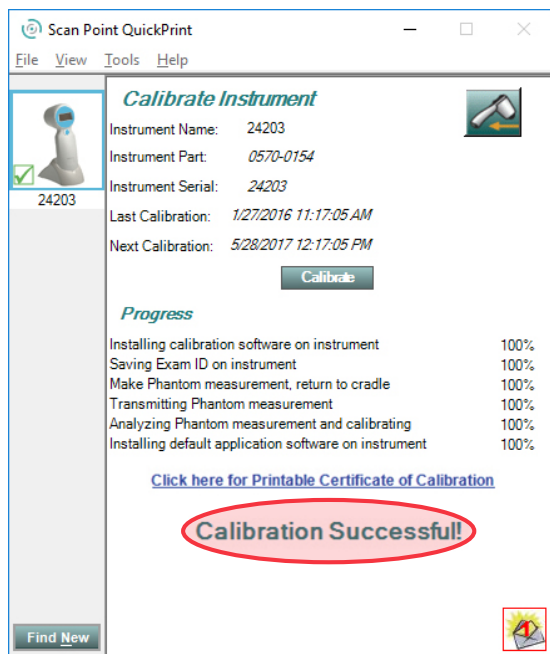 Scan Point QuickPrint
File View Tools Help
Calibrate Instrument
Instrument Name: 24203
Instrument Part: 0570-0154
Instrument Serial: 24203
24203
Last Calibration: 1/27/2016 11:17:05 AM
Next Calibration: 5/28/2017 12:17:05 PM
Calibrate
Progress
Installing calibration software on instrument 100%
Saving Exam ID on instrument 100%
Make Phantom measurement, return to cradle 100%
Transmitting Phantom measurement 100%
Analyzing Phantom measurement and calibrating 100%
Installing default application software on instrument 100%
Click here for Printable Certificate of Calibration
Calibration Successful!
Find New
1